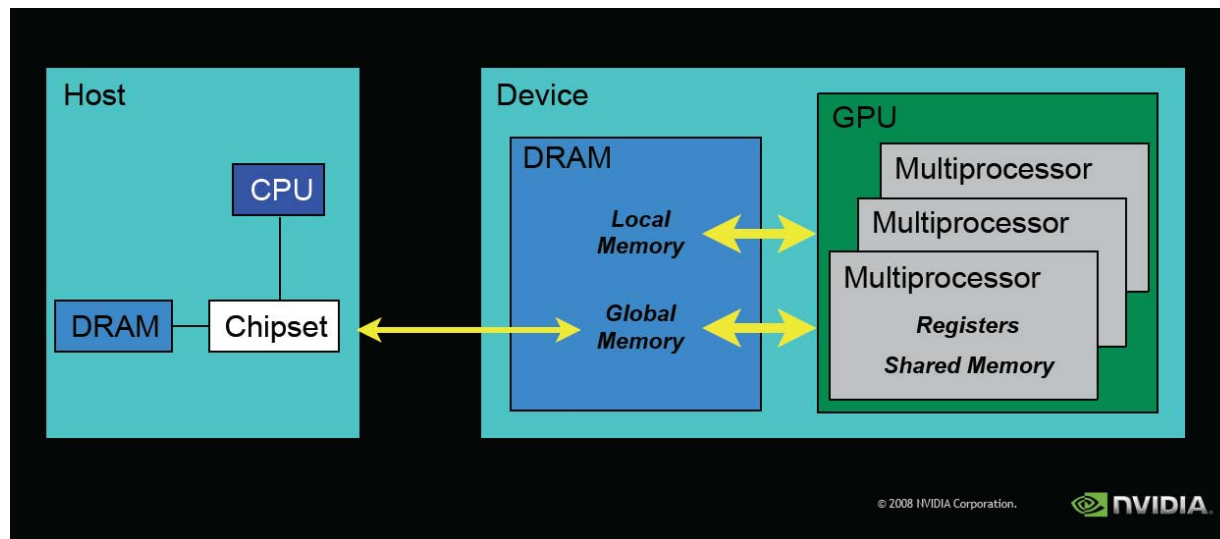 Host
CPU
DRAM
Chipset
Device
DRAM
Local
Memory
Global
Memory
GPU
Multiprocessor
Multiprocessor
Multiprocessor
Registers
Shared Memory
© 2008 NVIDIA Corporation.
NVIDIA.